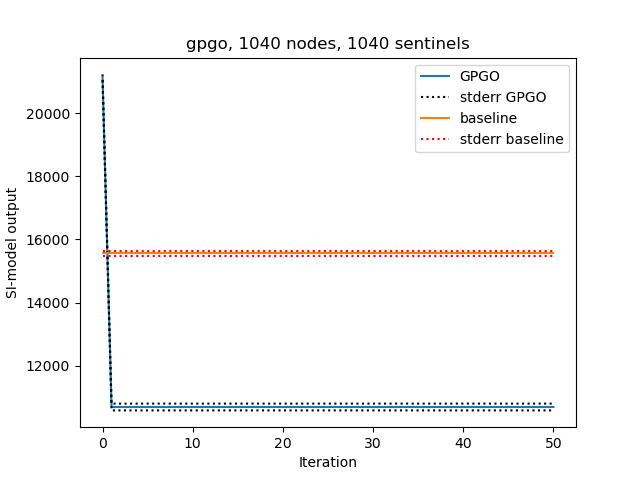 gpgo, 1040 nodes, 1040 sentinels
GPGO
stderr GPGO
baseline
stderr baseline
SI-model output
20000
18000
16000
14000
12000
0 10 20 30 40 50
Iteration